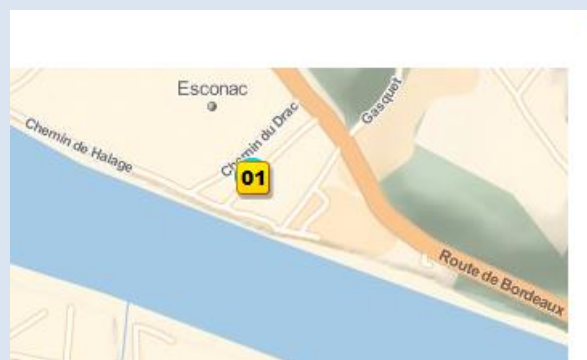 Esconac
Chemin du Drac
Gasquet
Chemin de Halage
01
Route de Bordeaux